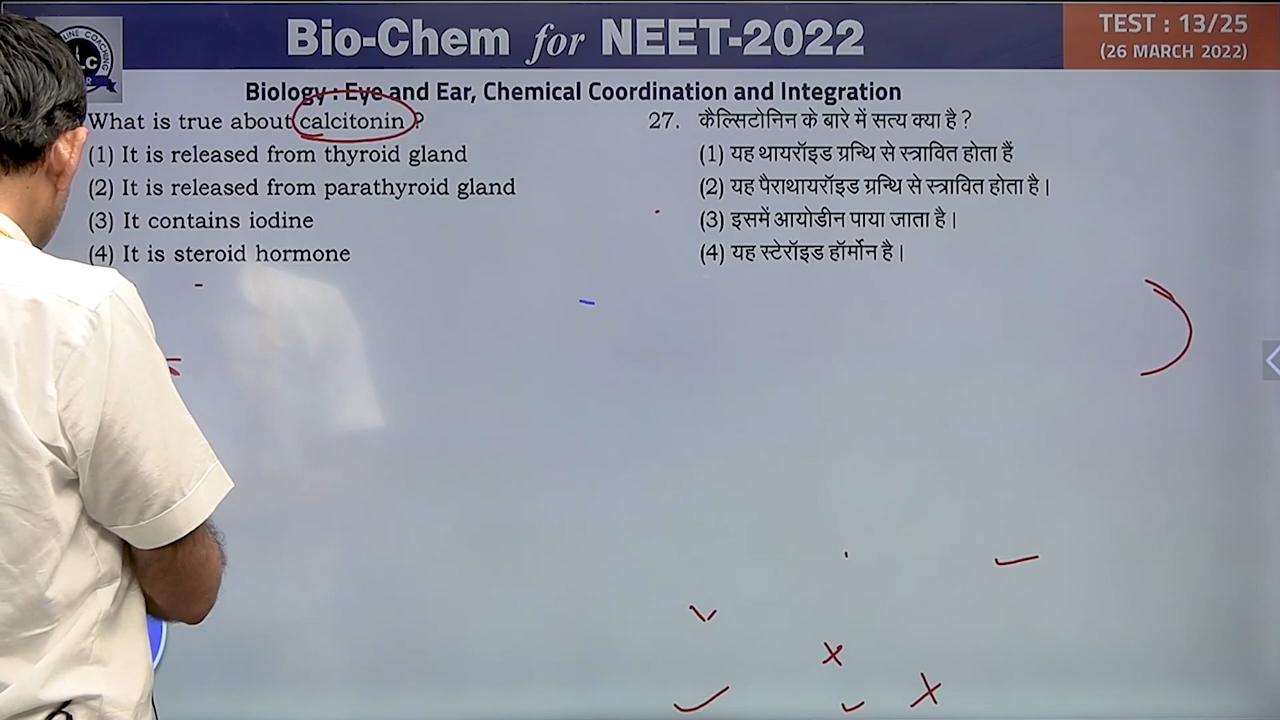 Bio-Chem for NEET-2022
TEST : 13/25
(26 MARCH 2022)
Biology : Eye and Ear, Chemical Coordination and Integration
What is true about calcitonin ?
(1) It is released from thyroid gland
(2) It is released from parathyroid gland
(3) It contains iodine
(4) It is steroid hormone
27. कैल्सिटोनिन के बारे में सत्य क्या है ?
(1) यह थायरॉइड ग्रन्थि से स्त्रावित होता हैं
(2) यह पैराथायरॉइड ग्रन्थि से स्त्रावित होता है।
(3) इसमें आयोडीन पाया जाता है।
(4) यह स्टेरॉइड हॉर्मोन है।